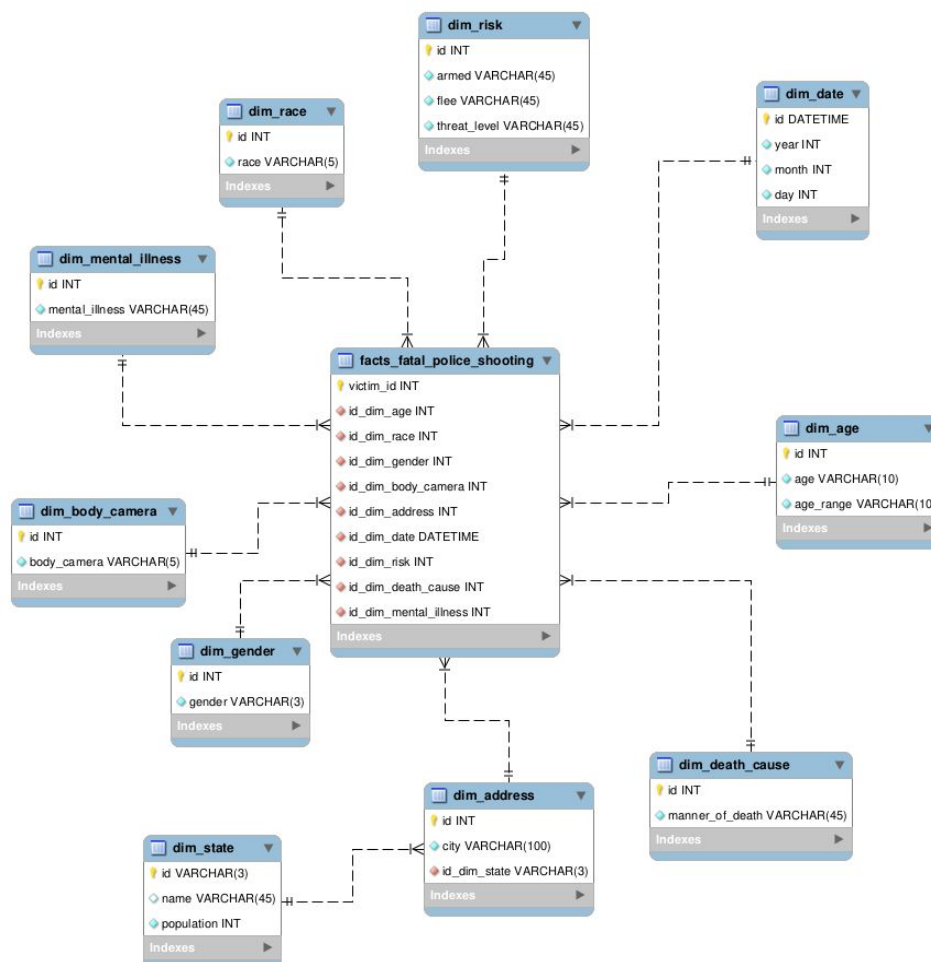 dim_risk
id INT
armed VARCHAR(45)
flee VARCHAR(45)
threat_level VARCHAR(45)
Indexes
dim_date
id DATETIME
year INT
month INT
day INT
Indexes
dim_race
id INT
race VARCHAR(5)
Indexes
dim_mental_illness
id INT
mental_illness VARCHAR(45)
Indexes
facts_fatal_police_shooting
victim_id INT
id_dim_age INT
id_dim_race INT
id_dim_gender INT
id_dim_body_camera INT
id_dim_address INT
id_dim_date DATETIME
id_dim_risk INT
id_dim_death_cause INT
id_dim_mental_illness INT
Indexes
dim_age
id INT
age VARCHAR(10)
age_range VARCHAR(10
Indexes
dim_body_camera
id INT
body_camera VARCHAR(5)
Indexes
dim_gender
id INT
gender VARCHAR(3)
Indexes
dim_death_cause
id INT
manner_of_death VARCHAR(45)
Indexes
dim_address
id INT
city VARCHAR(100)
id_dim_state VARCHAR(3)
Indexes
dim_state
id VARCHAR(3)
name VARCHAR(45)
population INT
Indexes